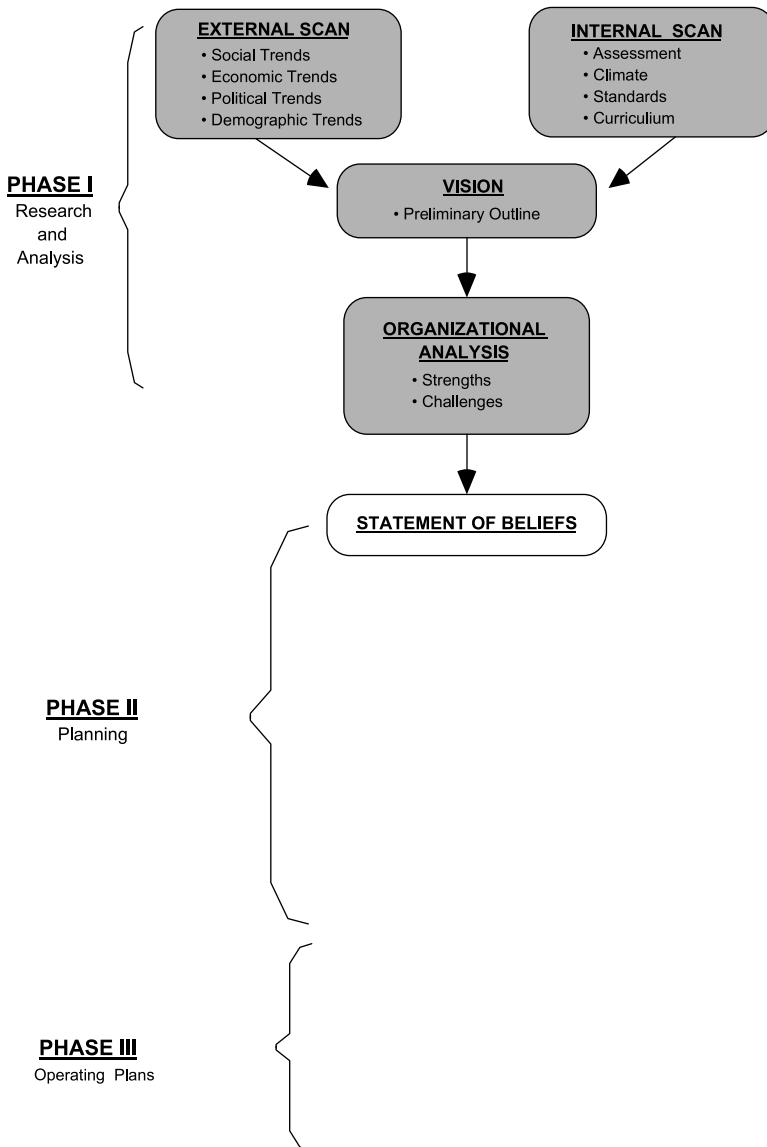 EXTERNAL SCAN
• Social Trends
• Economic Trends
• Political Trends
• Demographic Trends
INTERNAL SCAN
• Assessment
• Climate
• Standards
• Curriculium
PHASE I
Research
and
Analysis
VISION
• Preliminary Outline
ORGANIZATIONAL
ANALYSIS
• Strengths
• Challenges
STATEMENT OF BELIEFS
PHASE II
Planning
PHASE III
Operating Plans